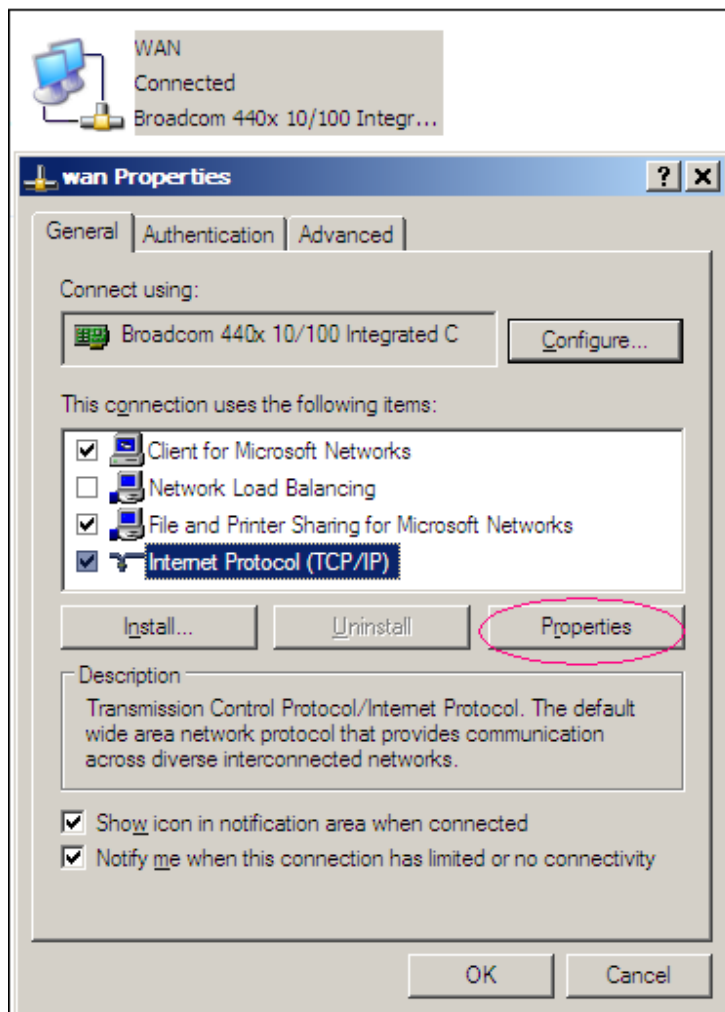 WAN
Connected
Broadcom 440x 10/100 Integr...
wan Properties
General Authentication Advanced
Connect using:
Broadcom 440x 10/100 Integrated C
Configure...
This connection uses the following items:
Client for Microsoft Networks
Network Load Balancing
File and Printer Sharing for Microsoft Networks
Internet Protocol (TCP/IP)
Install... Uninstall Properties
Description
Transmission Control Protocol/Internet Protocol. The default
wide area network protocol that provides communication
across diverse interconnected networks.
Show icon in notification area when connected
Notify me when this connection has limited or no connectivity
OK Cancel